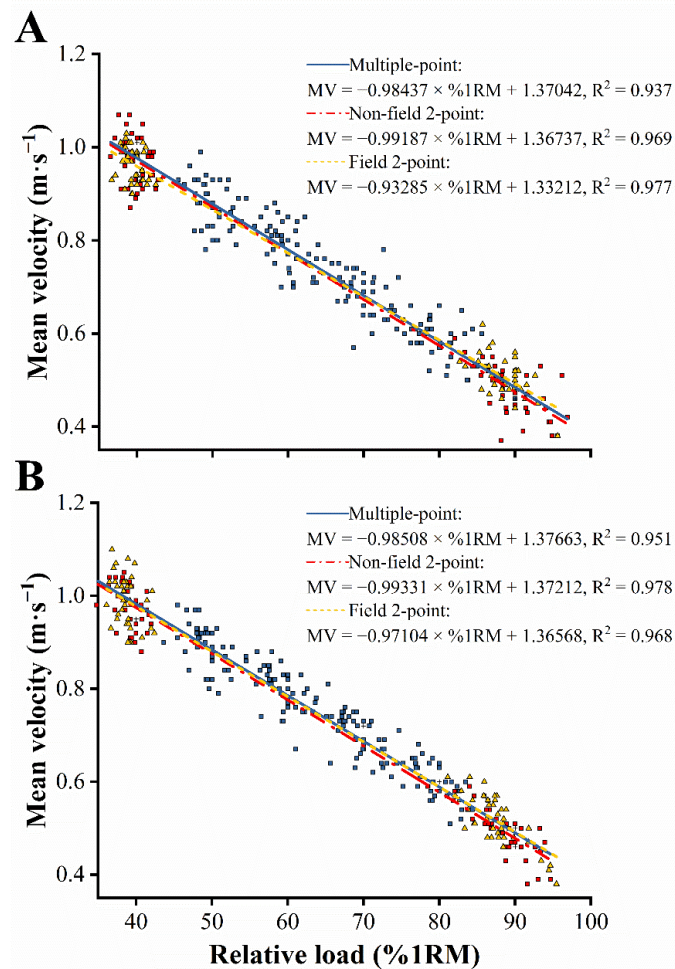 A
1.2
1.0
0.8
0.6
0.4
Mean velocity (m·s⁻¹)
Multiple-point:
MV = −0.98437 × %1RM + 1.37042, R² = 0.937
Non-field 2-point:
MV = −0.99187 × %1RM + 1.36737, R² = 0.969
Field 2-point:
MV = −0.93285 × %1RM + 1.33212, R² = 0.977
B
1.2
1.0
0.8
0.6
0.4
Mean velocity (m·s⁻¹)
Multiple-point:
MV = −0.98508 × %1RM + 1.37663, R² = 0.951
Non-field 2-point:
MV = −0.99331 × %1RM + 1.37212, R² = 0.978
Field 2-point:
MV = −0.97104 × %1RM + 1.36568, R² = 0.968
40 50 60 70 80 90 100
Relative load (%1RM)